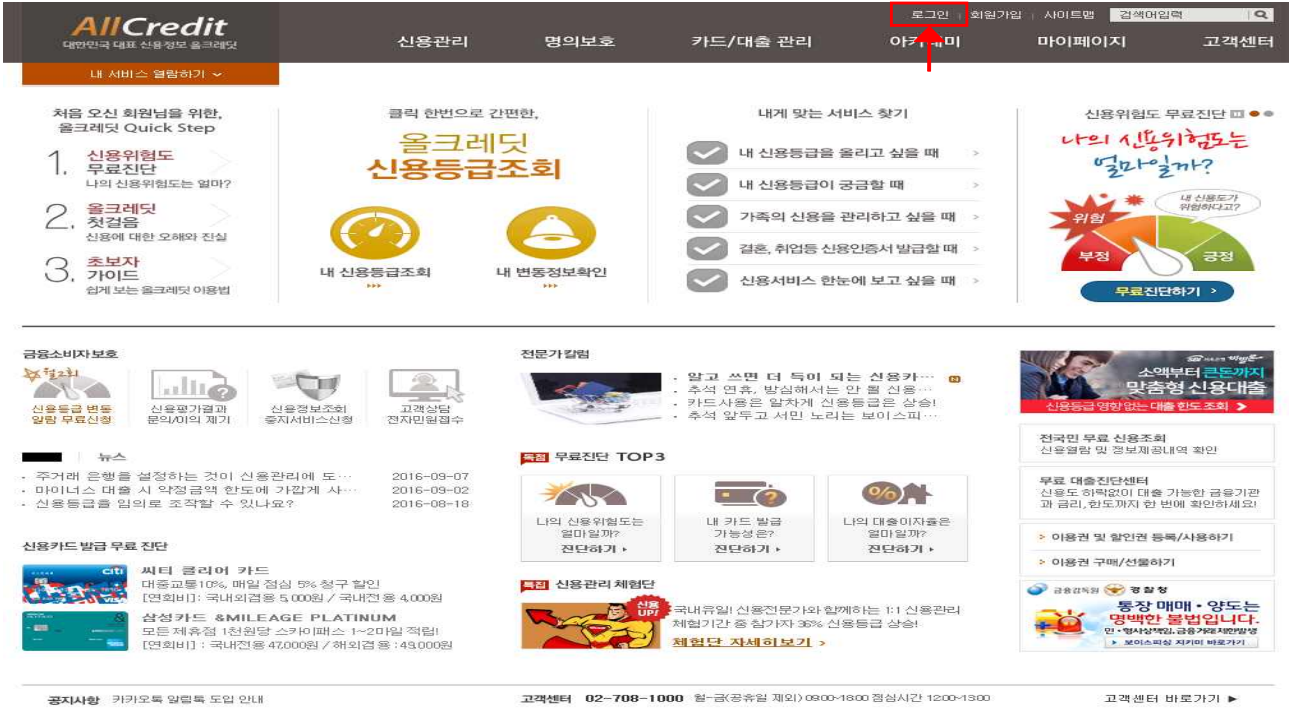 로그인 회원가입 사이트맵 검색어입력
AllCredit
대한민국 대표 신용정보 올크레딧
신용관리 명의보호 카드/대출 관리 아카데미 마이페이지 고객센터
내 서비스 열람하기
처음 오신 회원님을 위한,
올크레딧 Quick Step
1. 신용위험도
무료진단
나의 신용위험도는 얼마?
2. 올크레딧
첫걸음
신용에 대한 오해와 진실
3. 초보자
가이드
쉽게 보는 올크레딧 이용법
클릭 한번으로 간편한,
올크레딧
신용등급조회
내 신용등급조회
내 변동정보확인
내게 맞는 서비스 찾기
내 신용등급을 올리고 싶을 때
내 신용등급이 궁금할 때
가족의 신용을 관리하고 싶을 때
결혼, 취업등 신용인증서 발급할 때
신용서비스 한눈에 보고 싶을 때
신용위험도 무료진단
나의 신용위험도는
얼마일까?
내 신용도가
위험하다고?
위험
부정 긍정
무료진단하기
금융소비자보호
연2회
신용등급 변동
알람 무료신청
신용평가결과
문의/이의 제기
신용정보조회
중지서비스신청
고객상담
전자민원접수
전문가칼럼
알고 쓰면 더 득이 되는 신용카… N
추석 연휴, 방심해서는 안 될 신용…
카드사용은 알차게 신용등급은 상승!
추석 앞두고 서민 노리는 보이스피…
소액부터 큰돈까지
맞춤형 신용대출
신용등급 영향 없는 대출 한도 조회
뉴스
주거래 은행를 설정하는 것이 신용관리에 도… 2016-09-07
마이너스 대출 시 약정금액 한도에 가깝게 사… 2016-09-02
신용등급을 임의로 조작할 수 있나요? 2016-08-18
독점 무료진단 TOP3
나의 신용위험도는
얼마일까?
진단하기
내 카드 발급
가능성은?
진단하기
나의 대출이자율은
얼마일까?
진단하기
전국민 무료 신용조회
신용열람 및 정보제공내역 확인
무료 대출진단센터
신용도 하락없이 대출 가능한 금융기관
과 금리, 한도까지 한 번에 확인하세요!
이용권 및 할인권 등록/사용하기
이용권 구매/선물하기
신용카드 발급 무료 진단
citi
씨티 클리어 카드
대중교통10%, 매일 점심 5% 청구 할인
[연회비] : 국내외겸용 5,000원 / 국내전용 4,000원
삼성카드 &MILEAGE PLATINUM
모든 제휴점 1천원당 스카이패스 1~2마일 적립!
[연회비] : 국내전용 47,000원 / 해외겸용 : 49,000원
특집 신용관리 체험단
신용
UP!
국내유일! 신용전문가와 함께하는 1:1 신용관리
체험기간 중 참가자 36% 신용등급 상승!
체험단 자세히보기 >
금융감독원 경찰청
통장 매매 • 양도는
명백한 불법입니다.
민•형사상책임, 금융거래제한발생
보이스피싱 지키미 바로가기
공지사항 카카오톡 알림톡 도입 안내
고객센터 02-708-1000 월-금(공휴일 제외) 09:00~18:00 점심시간 12:00~13:00
고객센터 바로가기 ▶